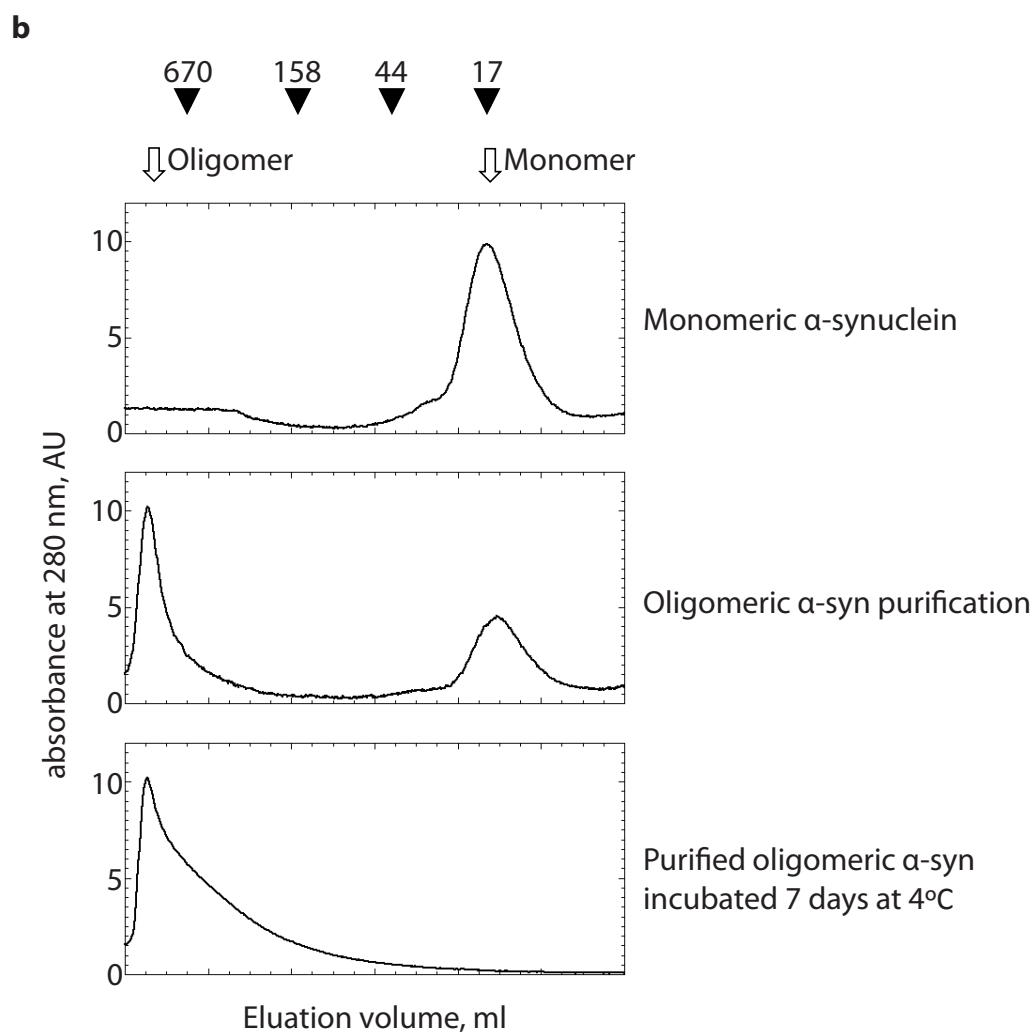 b
670 158 44 17
Oligomer Monomer
10
5
0
Monomeric α-synuclein
absorbance at 280 nm, AU
10
5
0
Oligomeric α-syn purification
10
5
0
Purified oligomeric α-syn
incubated 7 days at 4ºC
Eluation volume, ml